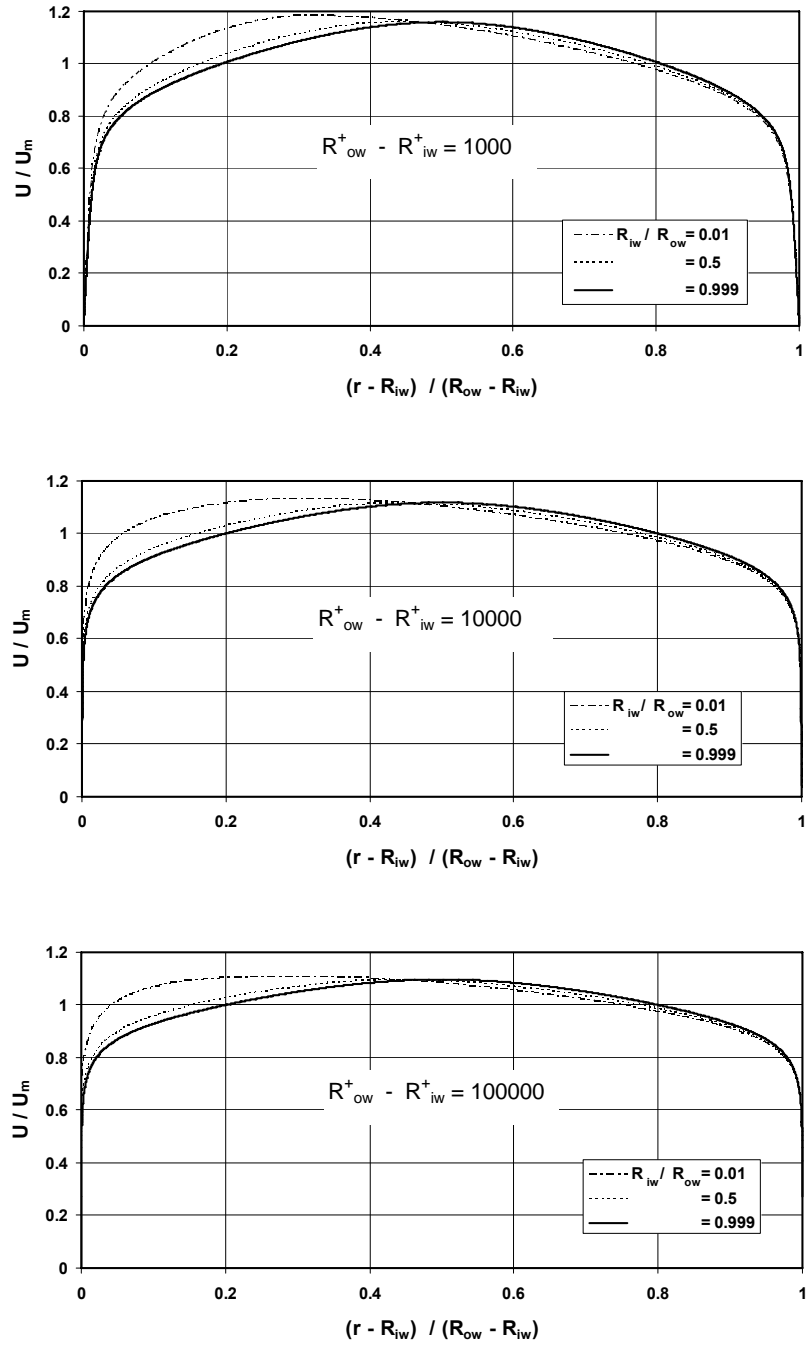 1.2
1
0.8
0.6
0.4
0.2
0
U / Um
R+ow - R+iw = 1000
Riw / Row = 0.01
= 0.5
= 0.999
0 0.2 0.4 0.6 0.8 1
(r - Riw) / (Row - Riw)
1.2
1
0.8
0.6
0.4
0.2
0
U / Um
R+ow - R+iw = 10000
Riw / Row = 0.01
= 0.5
= 0.999
0 0.2 0.4 0.6 0.8 1
(r - Riw) / (Row - Riw)
1.2
1
0.8
0.6
0.4
0.2
0
U / Um
R+ow - R+iw = 100000
Riw / Row = 0.01
= 0.5
= 0.999
0 0.2 0.4 0.6 0.8 1
(r - Riw) / (Row - Riw)